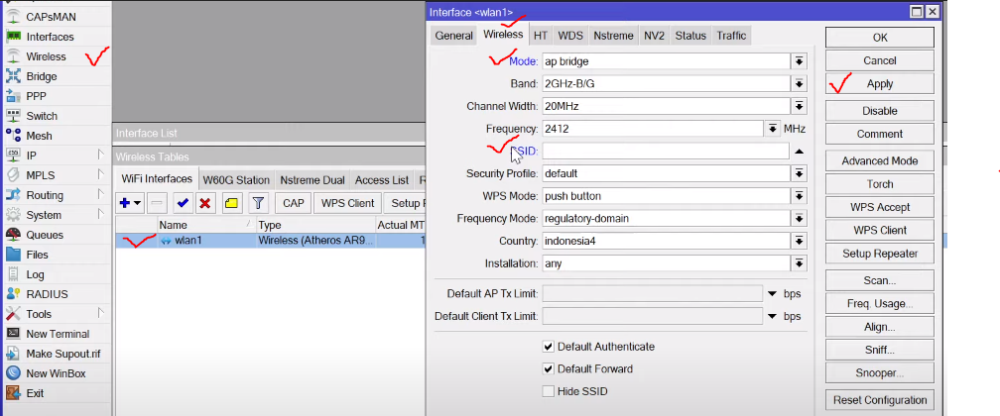 CAPsMAN
Interfaces
Wireless
Bridge
PPP
Switch
Mesh
IP
MPLS
Routing
System
Queues
Files
Log
RADIUS
Tools
New Terminal
Make Supout.rif
New WinBox
Exit
Interface List
Wireless Tables
WiFi Interfaces W60G Station Nstreme Dual Access List
CAP WPS Client Setup
Name Type Actual MT
wlan1 Wireless (Atheros AR9... 1
Interface <wlan1>
General Wireless HT WDS Nstreme NV2 Status Traffic
Mode: ap bridge
Band: 2GHz-B/G
Channel Width: 20MHz
Frequency: 2412 MHz
SSID:
Security Profile: default
WPS Mode: push button
Frequency Mode: regulatory-domain
Country: indonesia4
Installation: any
Default AP Tx Limit: bps
Default Client Tx Limit: bps
Default Authenticate
Default Forward
Hide SSID
OK
Cancel
Apply
Disable
Comment
Advanced Mode
Torch
WPS Accept
WPS Client
Setup Repeater
Scan...
Freq. Usage...
Align...
Sniff...
Snooper...
Reset Configuration